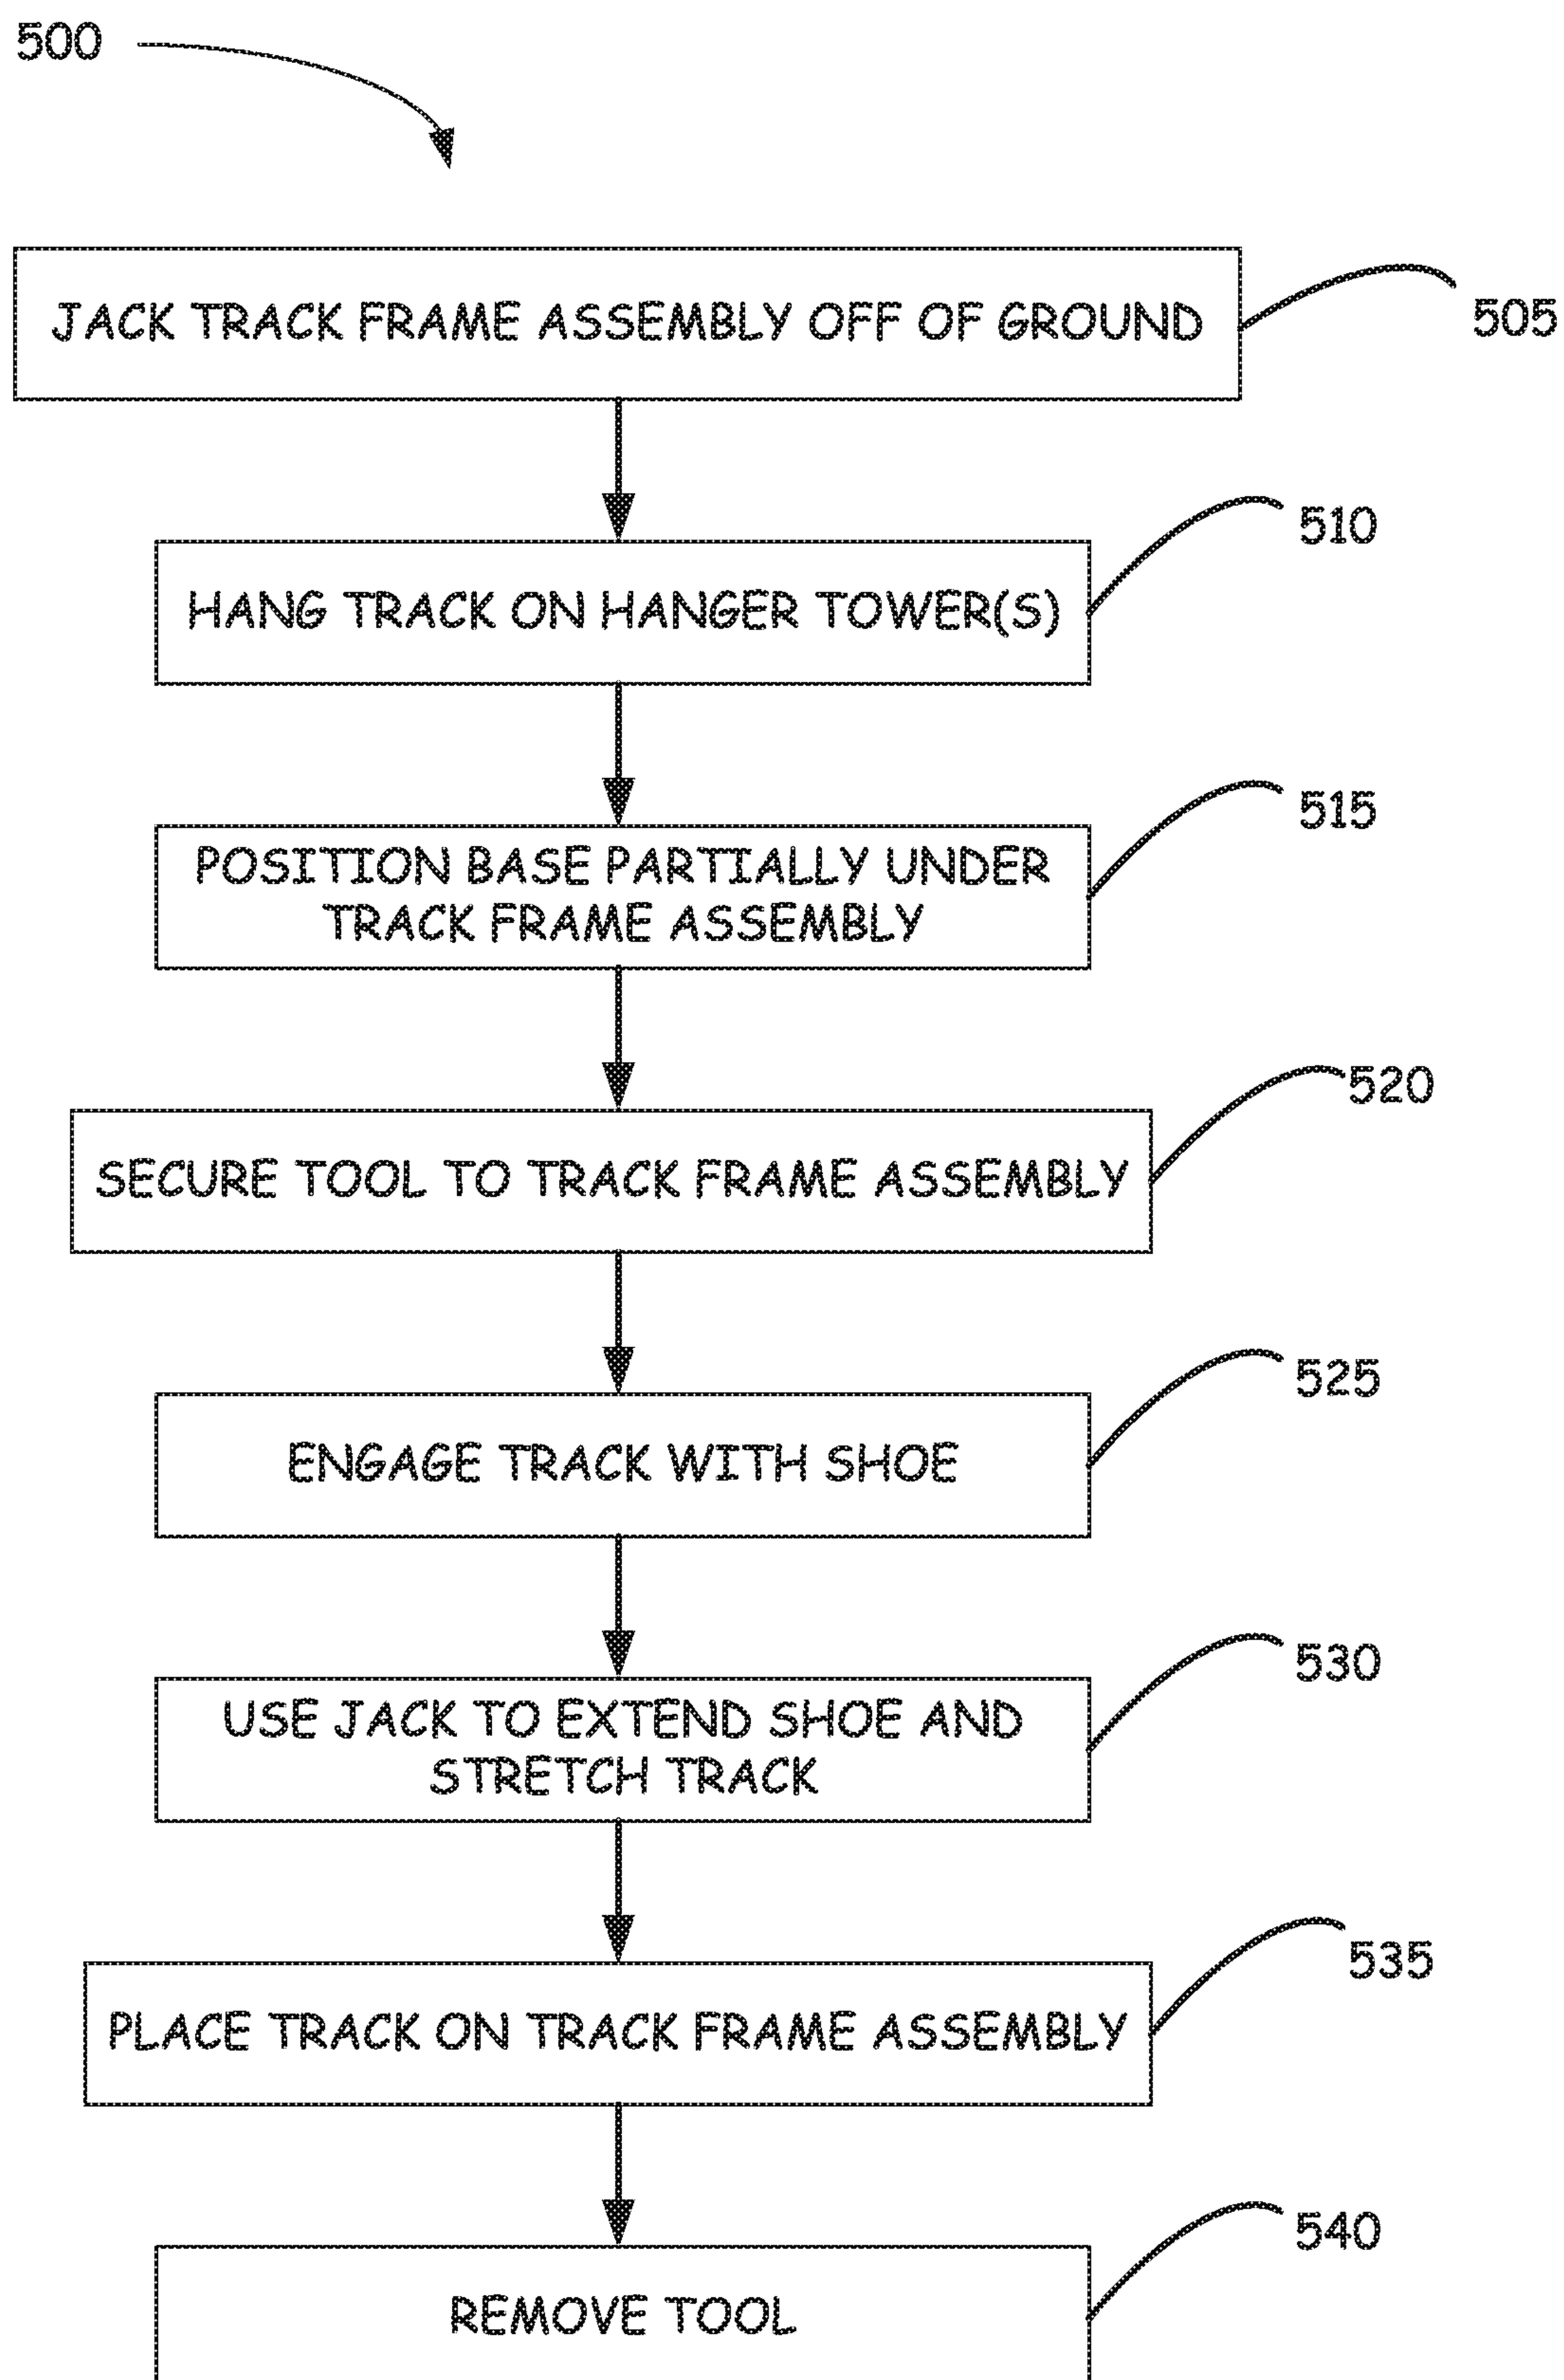 500
JACK TRACK FRAME ASSEMBLY OFF OF GROUND
505
HANG TRACK ON HANGER TOWER(S)
510
POSITION BASE PARTIALLY UNDER
TRACK FRAME ASSEMBLY
515
SECURE TOOL TO TRACK FRAME ASSEMBLY
520
ENGAGE TRACK WITH SHOE
525
USE JACK TO EXTEND SHOE AND
STRETCH TRACK
530
PLACE TRACK ON TRACK FRAME ASSEMBLY
535
REMOVE TOOL
540